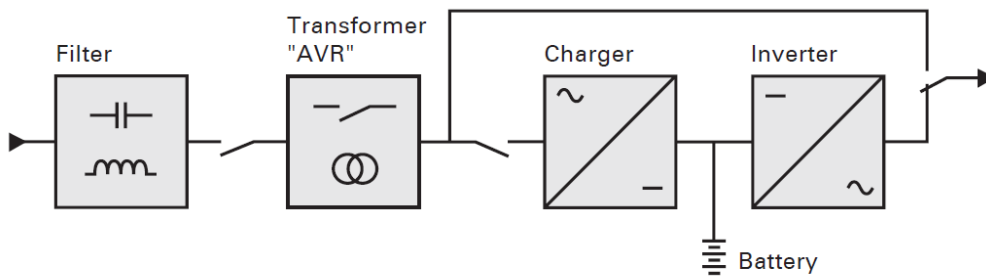 Filter
Transformer
"AVR"
Charger
Inverter
Battery